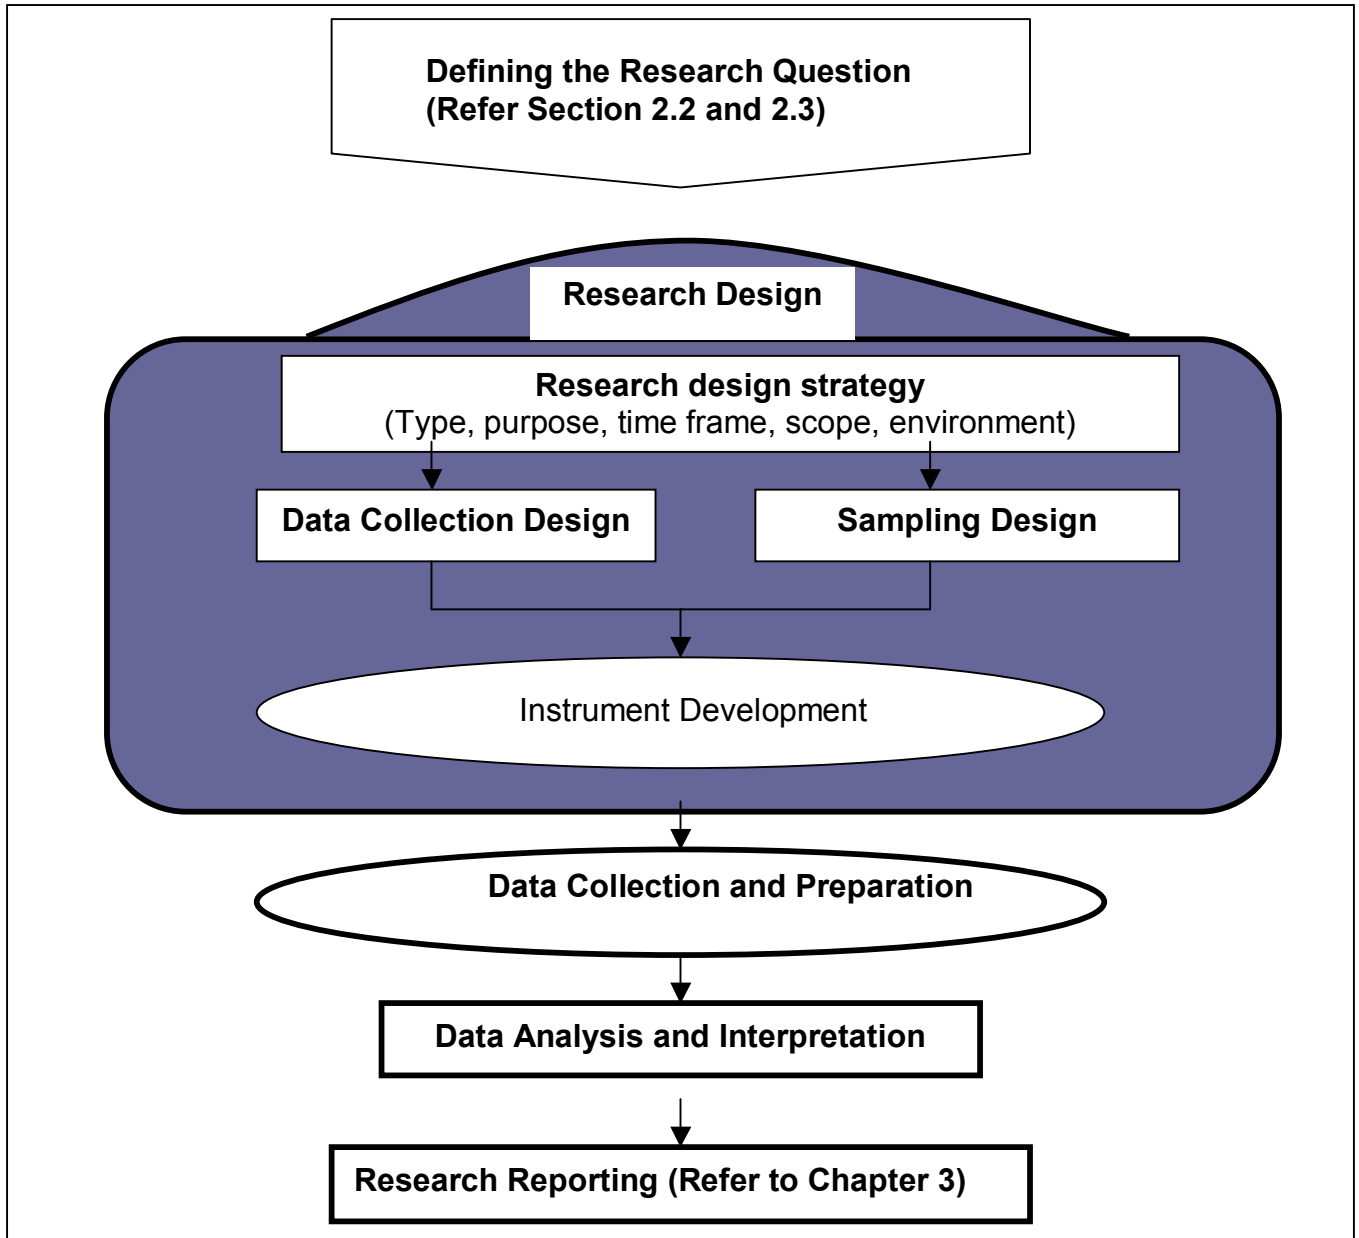 Defining the Research Question
(Refer Section 2.2 and 2.3)
Research Design
Research design strategy
(Type, purpose, time frame, scope, environment)
Data Collection Design
Sampling Design
Instrument Development
Data Collection and Preparation
Data Analysis and Interpretation
Research Reporting (Refer to Chapter 3)